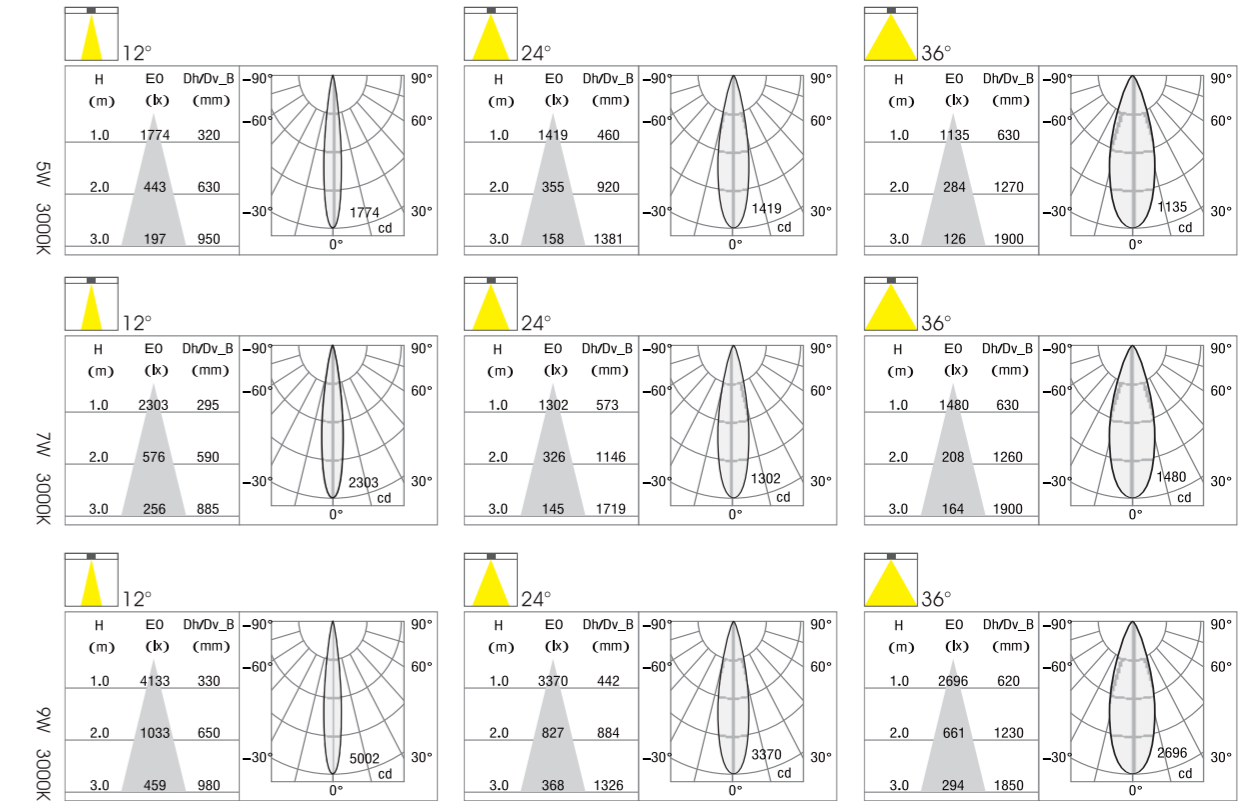 12°
H E0 Dh/Dv_B
(m) (lx) (mm)
1.0 1774 320
2.0 443 630
3.0 197 950
−90° 90°
−60° 60°
−30° 1774 30°
cd
0°
24°
H E0 Dh/Dv_B
(m) (lx) (mm)
1.0 1419 460
2.0 355 920
3.0 158 1381
−90° 90°
−60° 60°
−30° 1419 30°
cd
0°
36°
H E0 Dh/Dv_B
(m) (lx) (mm)
1.0 1135 630
2.0 284 1270
3.0 126 1900
−90° 90°
−60° 60°
−30° 1135 30°
cd
0°
5W 3000K
12°
H E0 Dh/Dv_B
(m) (lx) (mm)
1.0 2303 295
2.0 576 590
3.0 256 885
−90° 90°
−60° 60°
−30° 2303 30°
cd
0°
24°
H E0 Dh/Dv_B
(m) (lx) (mm)
1.0 1302 573
2.0 326 1146
3.0 145 1719
−90° 90°
−60° 60°
−30° 1302 30°
cd
0°
36°
H E0 Dh/Dv_B
(m) (lx) (mm)
1.0 1480 630
2.0 208 1260
3.0 164 1900
−90° 90°
−60° 60°
−30° 1480 30°
cd
0°
7W 3000K
12°
H E0 Dh/Dv_B
(m) (lx) (mm)
1.0 4133 330
2.0 1033 650
3.0 459 980
−90° 90°
−60° 60°
−30° 5002 30°
cd
0°
24°
H E0 Dh/Dv_B
(m) (lx) (mm)
1.0 3370 442
2.0 827 884
3.0 368 1326
−90° 90°
−60° 60°
−30° 3370 30°
cd
0°
36°
H E0 Dh/Dv_B
(m) (lx) (mm)
1.0 2696 620
2.0 661 1230
3.0 294 1850
−90° 90°
−60° 60°
−30° 2696 30°
cd
0°
9W 3000K